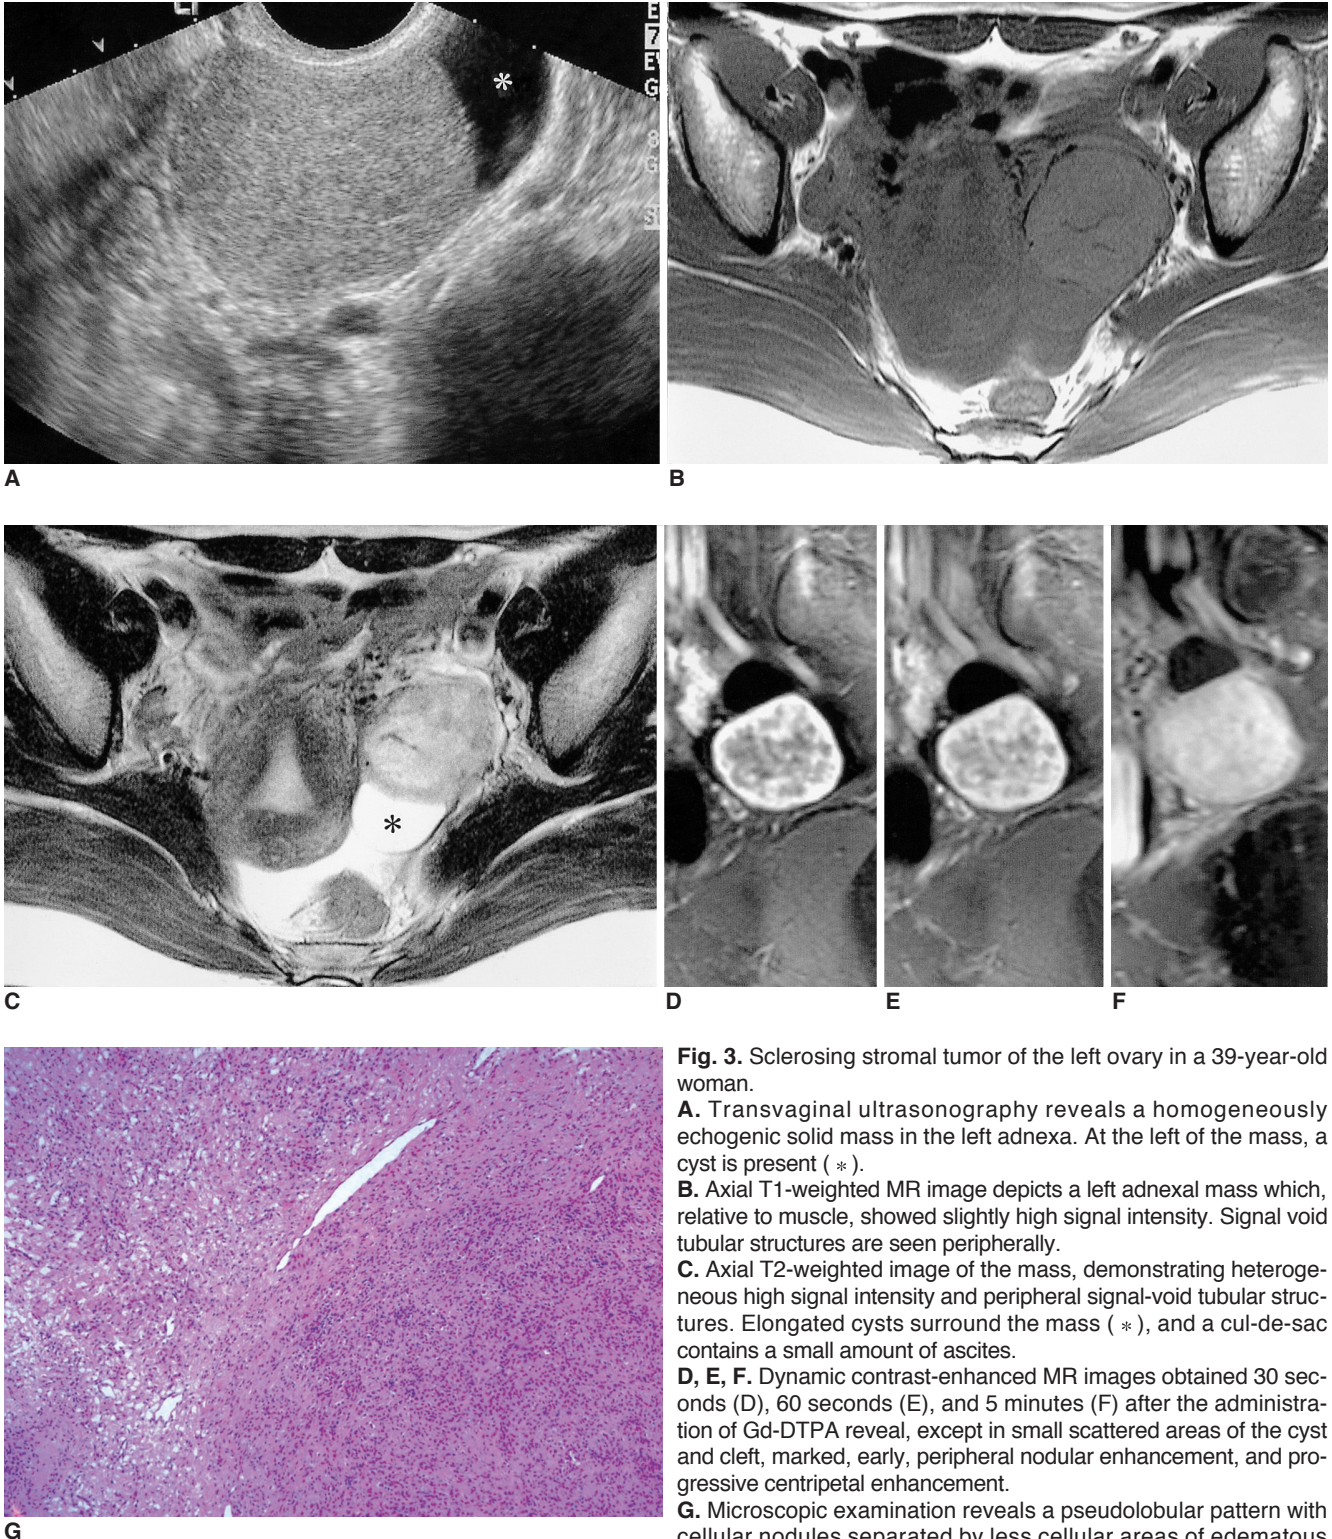 E
7
E
G
G
S
*
A
B
*
C
D
E
F
G
Fig. 3. Sclerosing stromal tumor of the left ovary in a 39-year-old
woman.
A. Transvaginal ultrasonography reveals a homogeneously
echogenic solid mass in the left adnexa. At the left of the mass, a
cyst is present ( * ).
B. Axial T1-weighted MR image depicts a left adnexal mass which,
relative to muscle, showed slightly high signal intensity. Signal void
tubular structures are seen peripherally.
C. Axial T2-weighted image of the mass, demonstrating heteroge-
neous high signal intensity and peripheral signal-void tubular struc-
tures. Elongated cysts surround the mass ( * ), and a cul-de-sac
contains a small amount of ascites.
D, E, F. Dynamic contrast-enhanced MR images obtained 30 sec-
onds (D), 60 seconds (E), and 5 minutes (F) after the administra-
tion of Gd-DTPA reveal, except in small scattered areas of the cyst
and cleft, marked, early, peripheral nodular enhancement, and pro-
gressive centripetal enhancement.
G. Microscopic examination reveals a pseudolobular pattern with
cellular nodules separated by less cellular areas of edematous